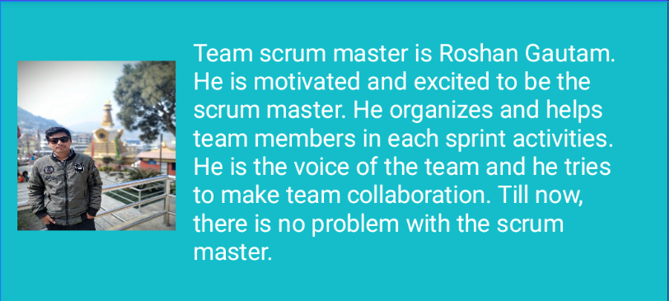 Team scrum master is Roshan Gautam.
He is motivated and excited to be the
scrum master. He organizes and helps
team members in each sprint activities.
He is the voice of the team and he tries
to make team collaboration. Till now,
there is no problem with the scrum
master.